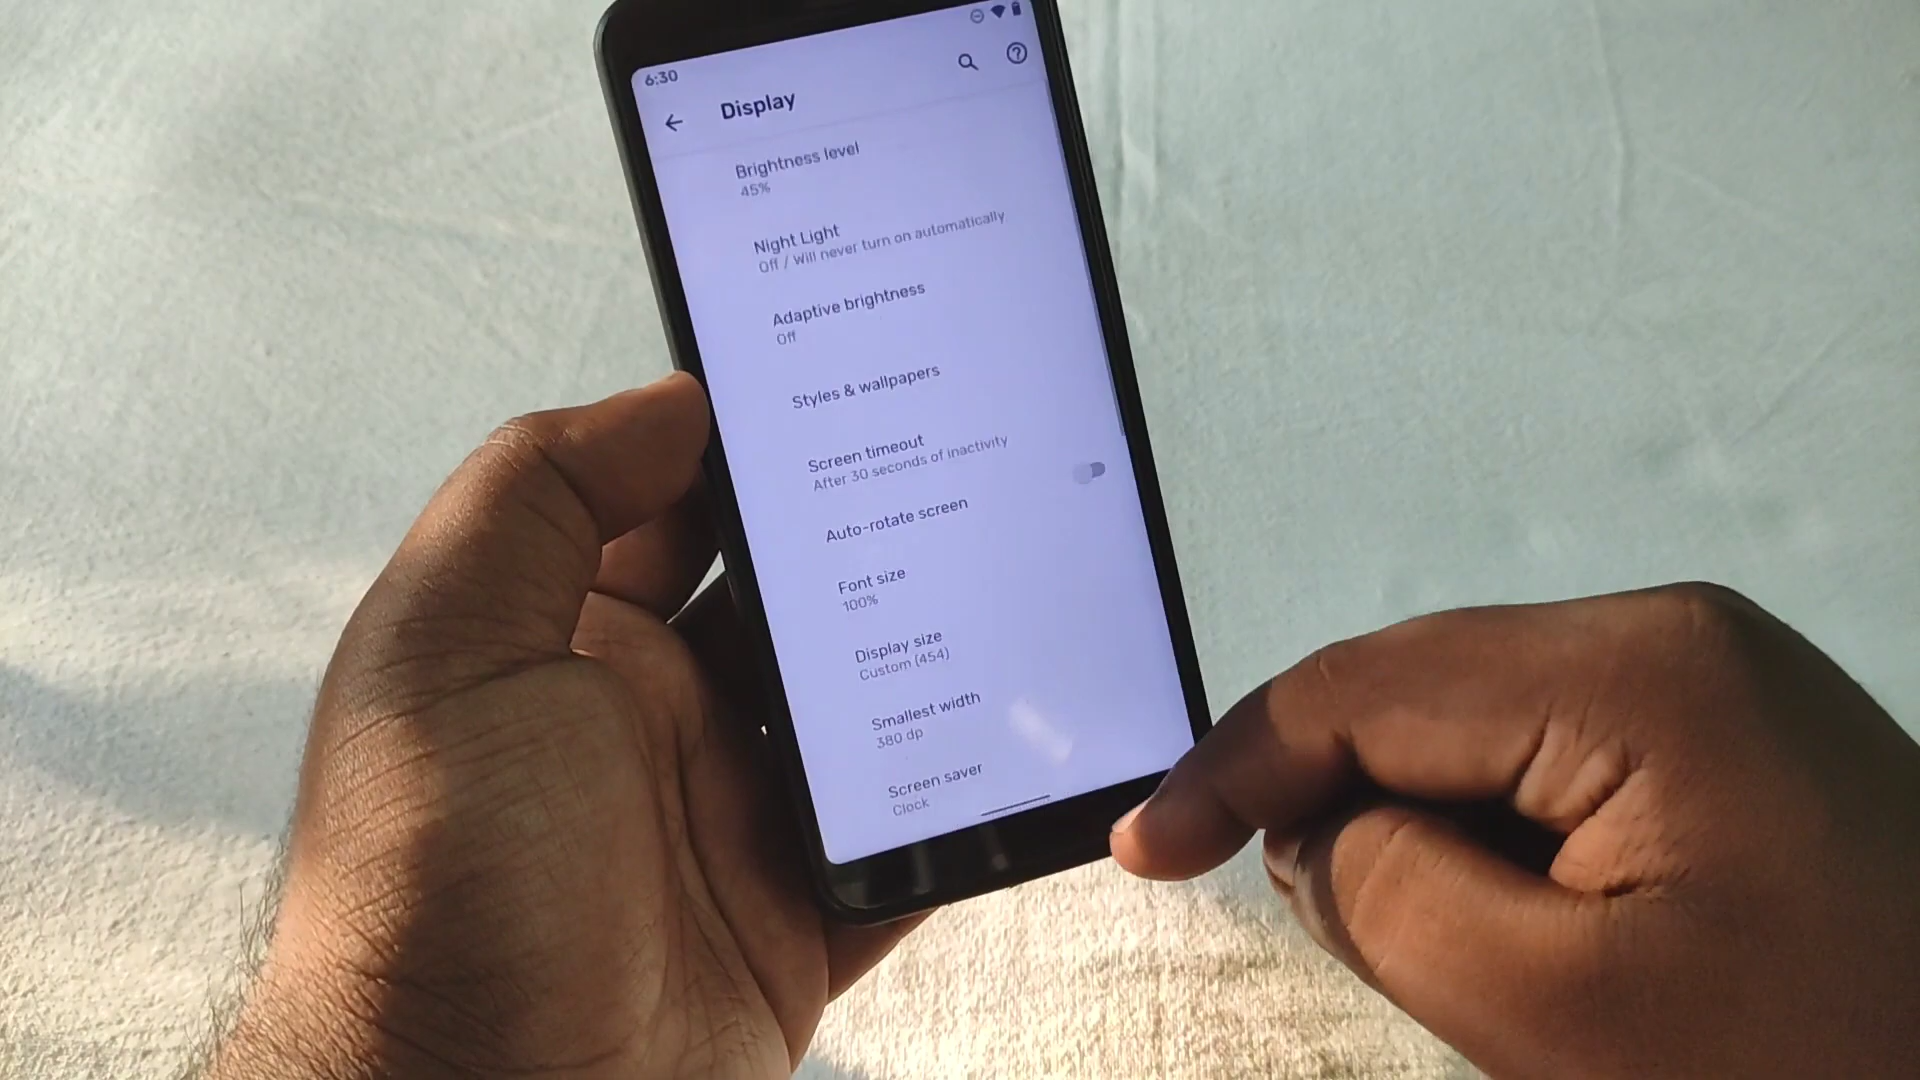 6:30
Display
Brightness level
45%
Night Light
Off / Will never turn on automatically
Adaptive brightness
Off
Styles & wallpapers
Screen timeout
After 30 seconds of inactivity
Auto-rotate screen
Font size
100%
Display size
Custom (454)
Smallest width
380 dp
Screen saver
Clock